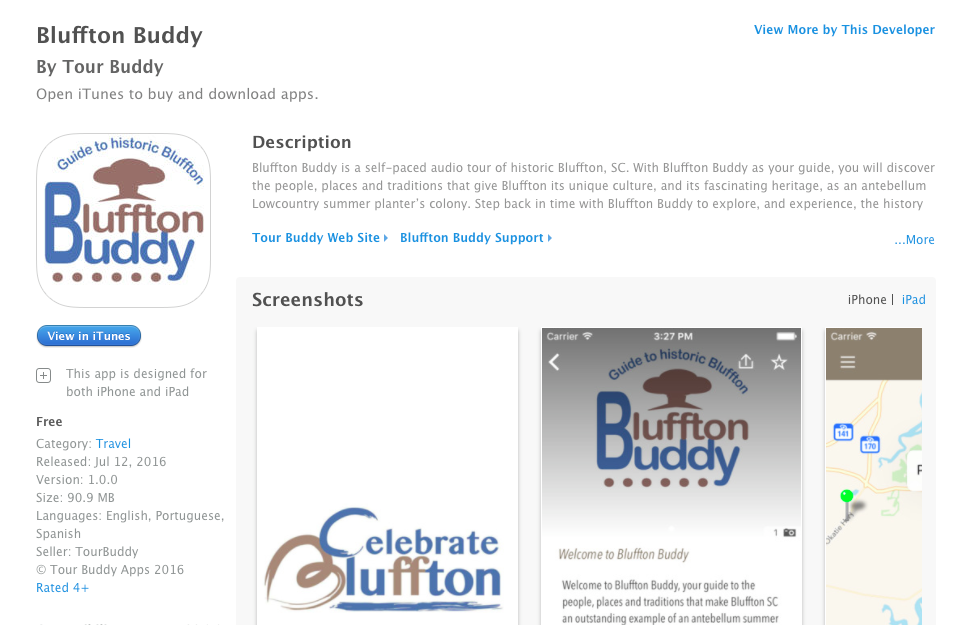 Bluffton Buddy
View More by This Developer
By Tour Buddy
Open iTunes to buy and download apps.
Guide to historic Bluffton
Bluffton
Buddy
View in iTunes
This app is designed for
both iPhone and iPad
Free
Category: Travel
Released: Jul 12, 2016
Version: 1.0.0
Size: 90.9 MB
Languages: English, Portuguese,
Spanish
Seller: TourBuddy
© Tour Buddy Apps 2016
Rated 4+
Description
Bluffton Buddy is a self-paced audio tour of historic Bluffton, SC. With Bluffton Buddy as your guide, you will discover
the people, places and traditions that give Bluffton its unique culture, and its fascinating heritage, as an antebellum
Lowcountry summer planter's colony. Step back in time with Bluffton Buddy to explore, and experience, the history
Tour Buddy Web Site
Bluffton Buddy Support
...More
Screenshots
iPhone | iPad
Celebrate
Bluffton
Carrier 3:27 PM
Guide to historic Bluffton
Bluffton
Buddy
1
Welcome to Bluffton Buddy
Welcome to Bluffton Buddy, your guide to the
people, places and traditions that make Bluffton SC
an outstanding example of an antebellum summer
Carrier
141
170
P
Okatie Hwy